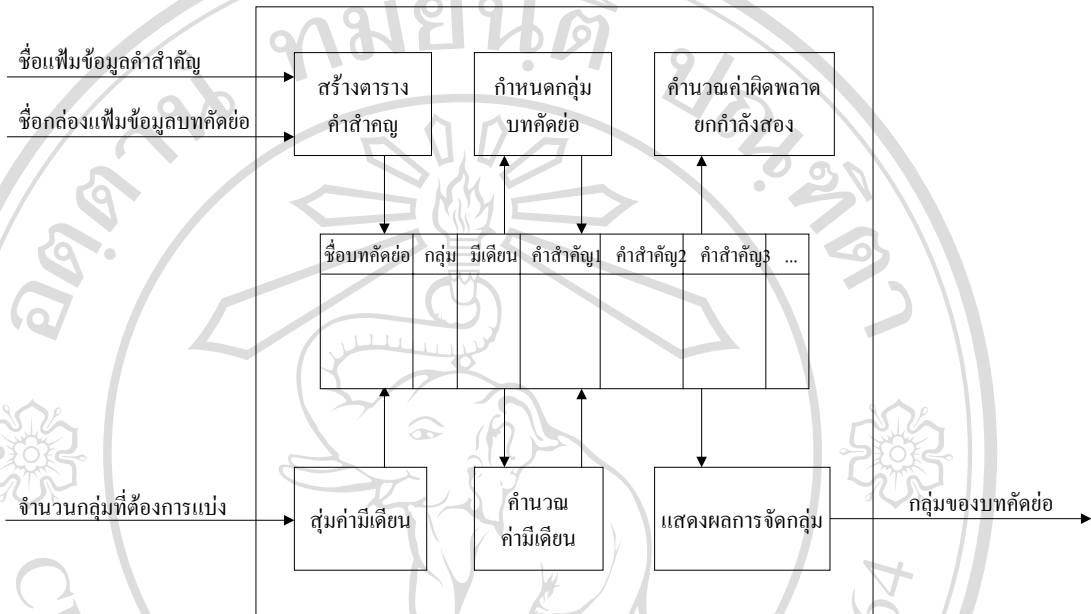 ชื่อแฟ้มข้อมูลคำสำคัญ
ชื่อกล่องแฟ้มข้อมูลบทคัดย่อ
สร้างตาราง
คำสำคญ
กำหนดกลุ่ม
บทคัดย่อ
คำนวณค่าผิดพลาด
ยกกำลังสอง
ชื่อบทคัดย่อ กลุ่ม มีเดียน คำสำคัญ1 คำสำคัญ2 คำสำคัญ3 ...
จำนวนกลุ่มที่ต้องการแบ่ง
สุ่มค่ามีเดียน
คำนวณ
ค่ามีเดียน
แสดงผลการจัดกลุ่ม
กลุ่มของบทคัดย่อ